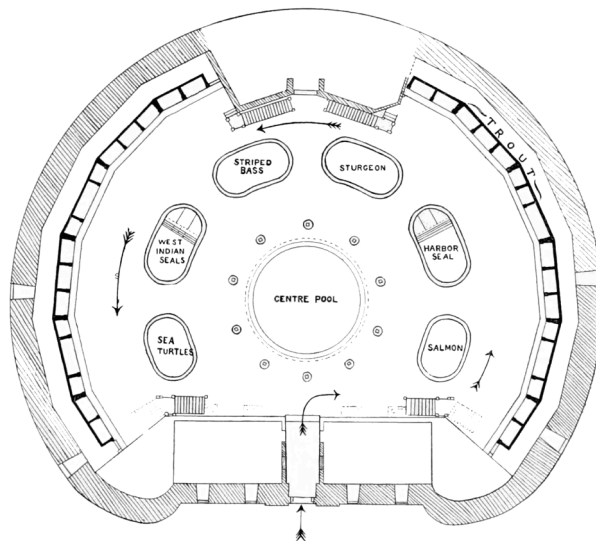 TROUT
STRIPED
BASS
STURGEON
WEST
INDIAN
SEALS
HARBOR
SEAL
CENTRE POOL
SEA
TURTLES
SALMON